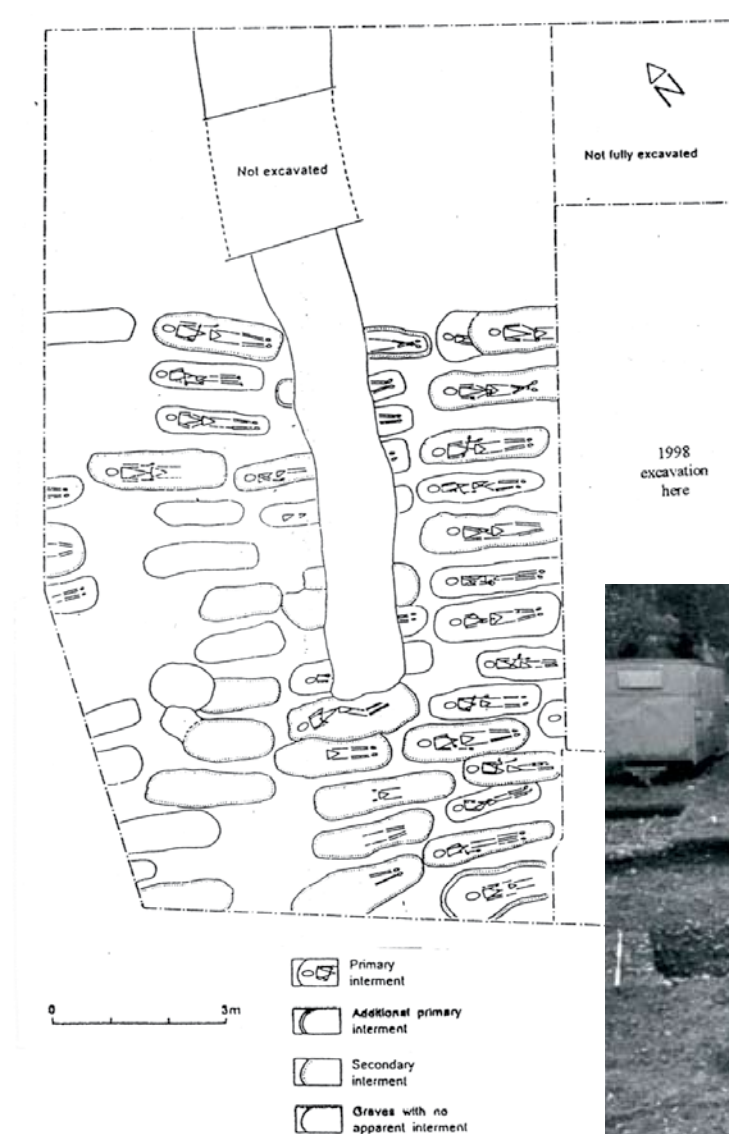 N
Not excavated
Not fully excavated
1998
excavation
here
Primary
interment
0 3m
Additional primary
interment
Secondary
interment
Graves with no
apparent interment